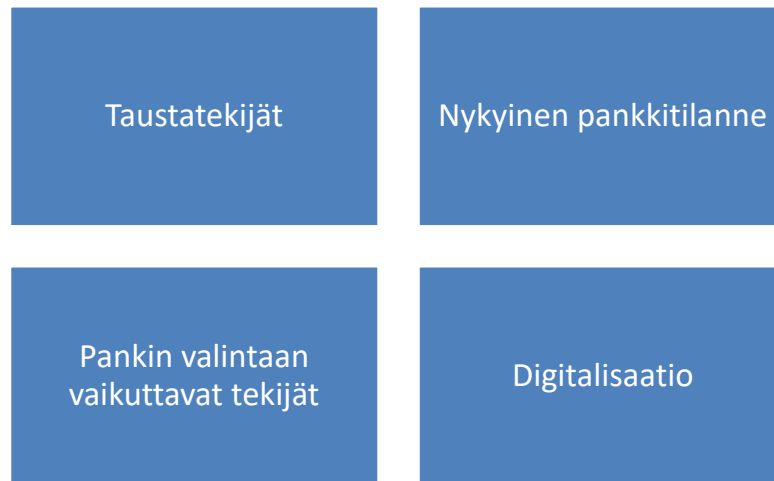 Taustatekijät
Nykyinen pankkitilanne
Pankin valintaan
vaikuttavat tekijät
Digitalisaatio